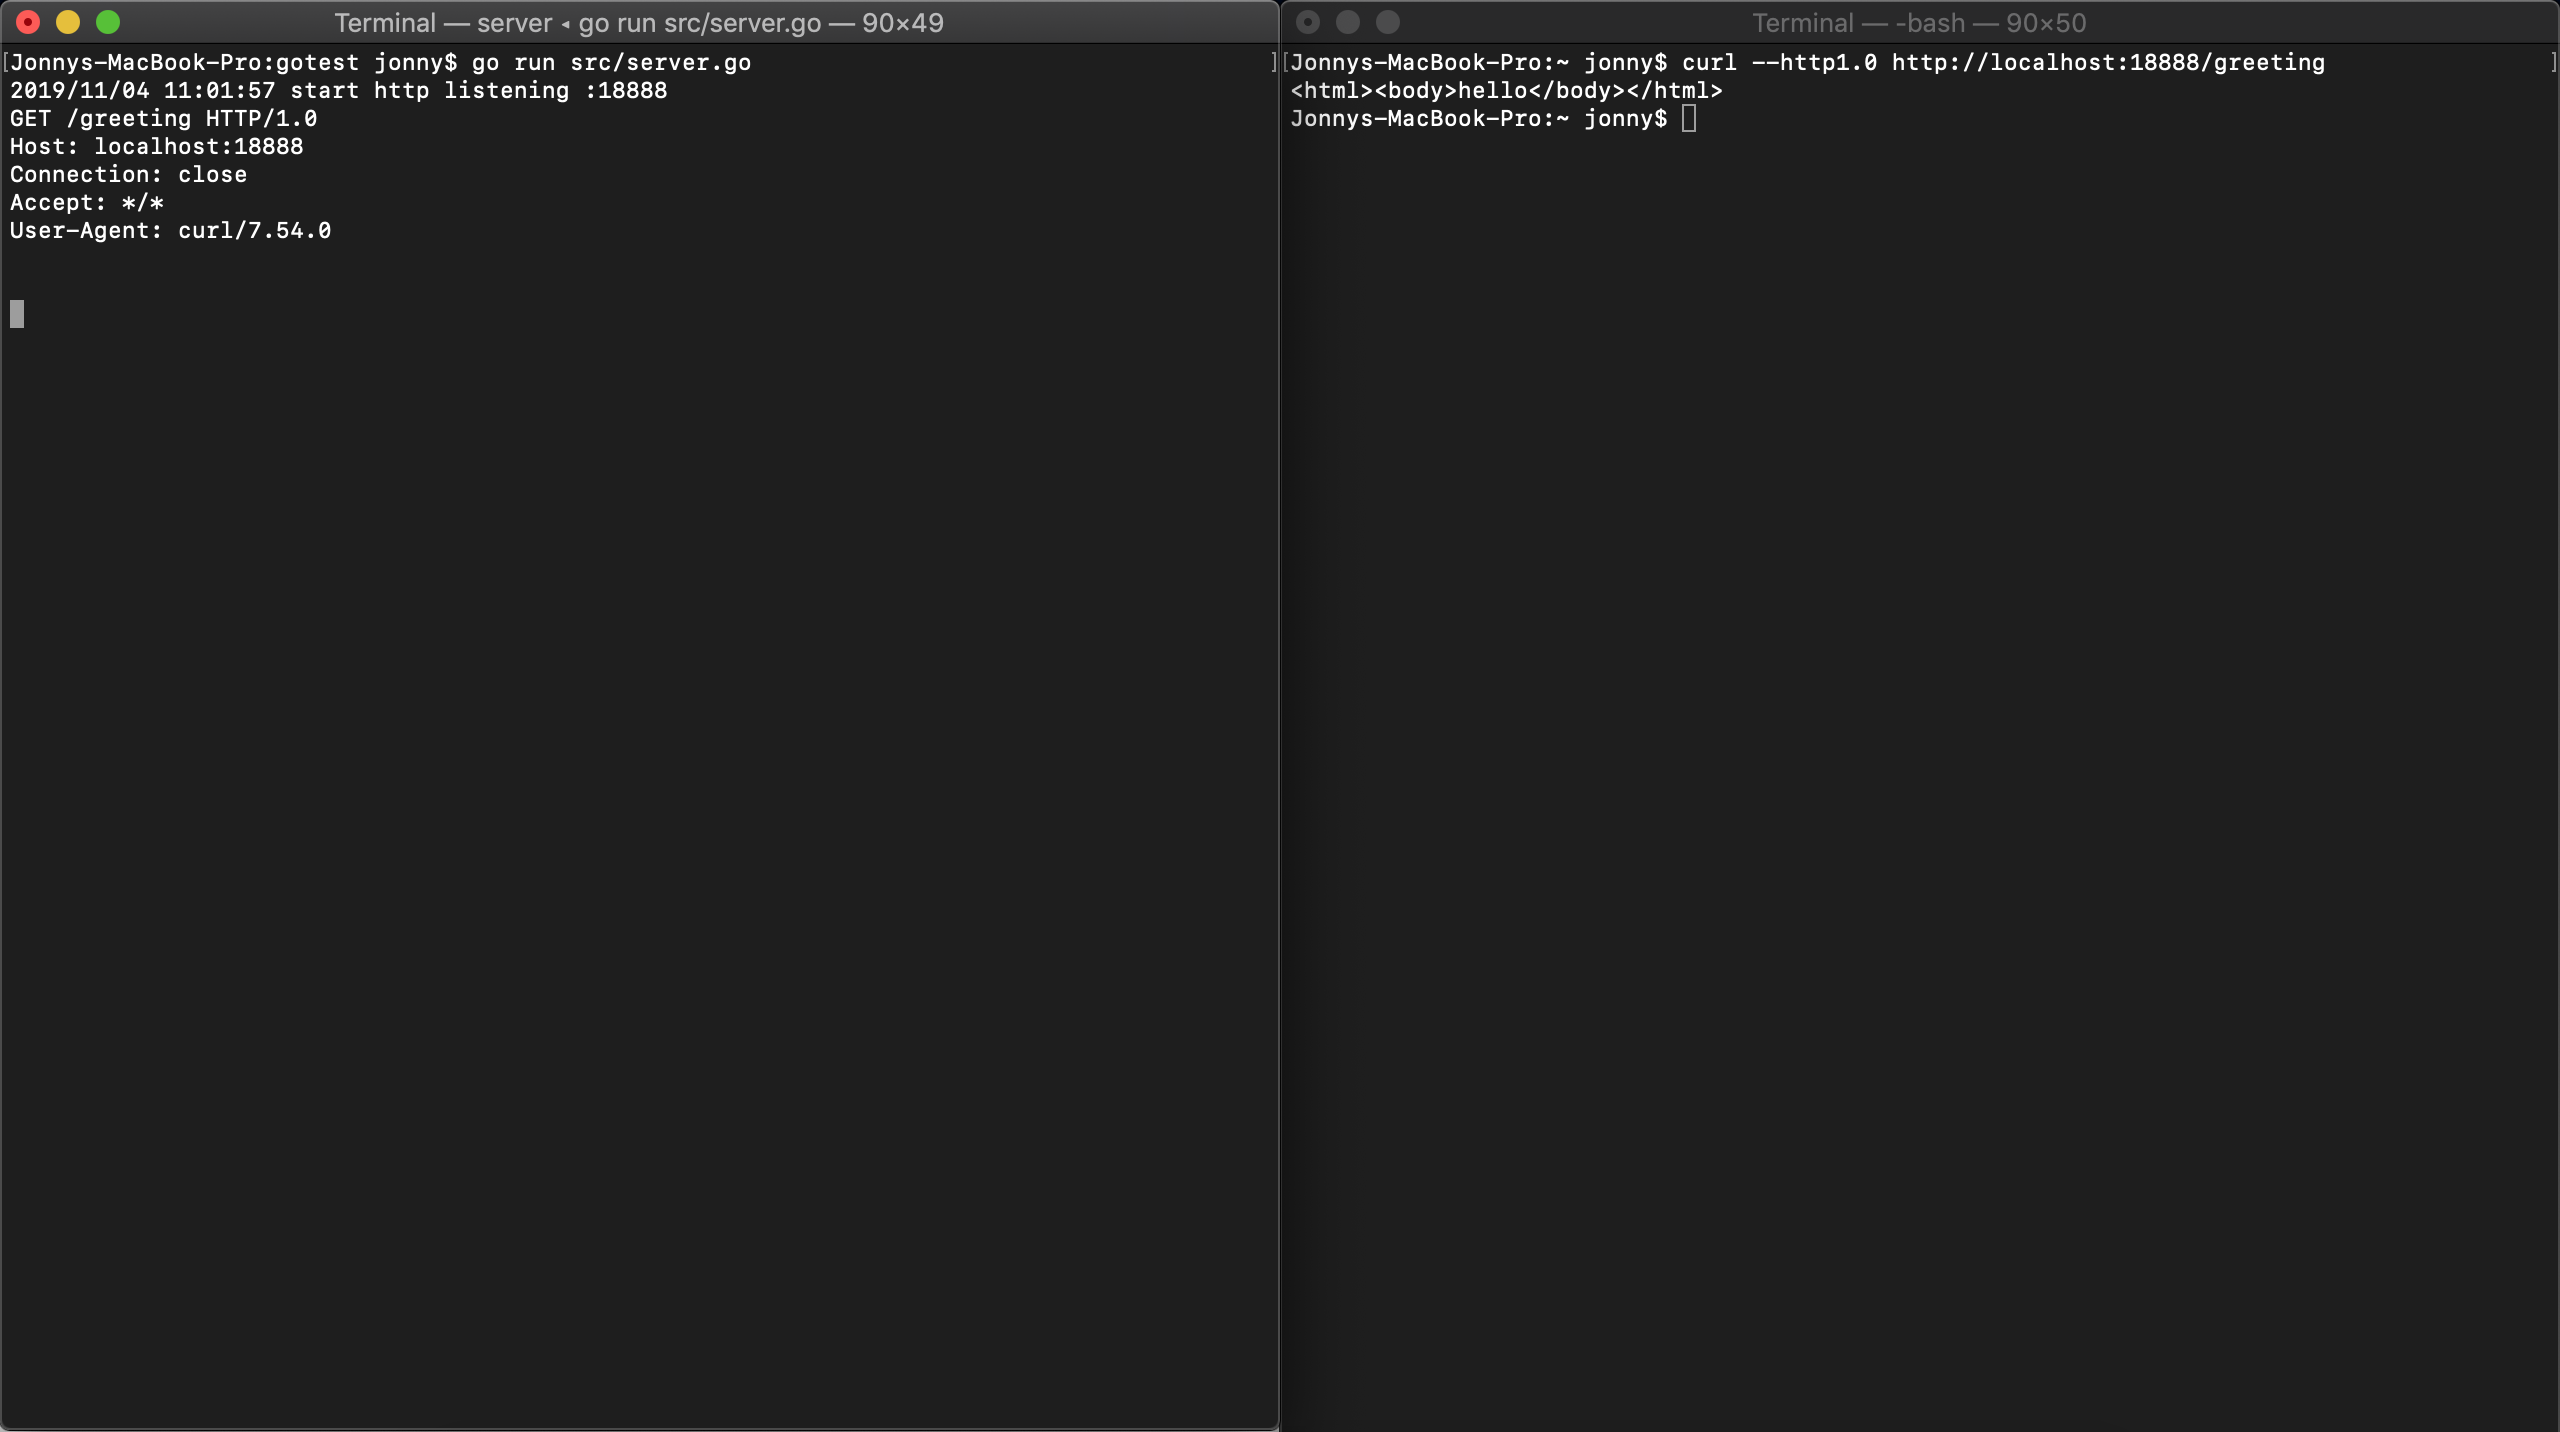 Terminal — server ◂ go run src/server.go — 90×49
[Jonnys-MacBook-Pro:gotest jonny$ go run src/server.go ]
2019/11/04 11:01:57 start http listening :18888
GET /greeting HTTP/1.0
Host: localhost:18888
Connection: close
Accept: */*
User-Agent: curl/7.54.0
Terminal — -bash — 90×50
[Jonnys-MacBook-Pro:~ jonny$ curl --http1.0 http://localhost:18888/greeting ]
<html><body>hello</body></html>
Jonnys-MacBook-Pro:~ jonny$